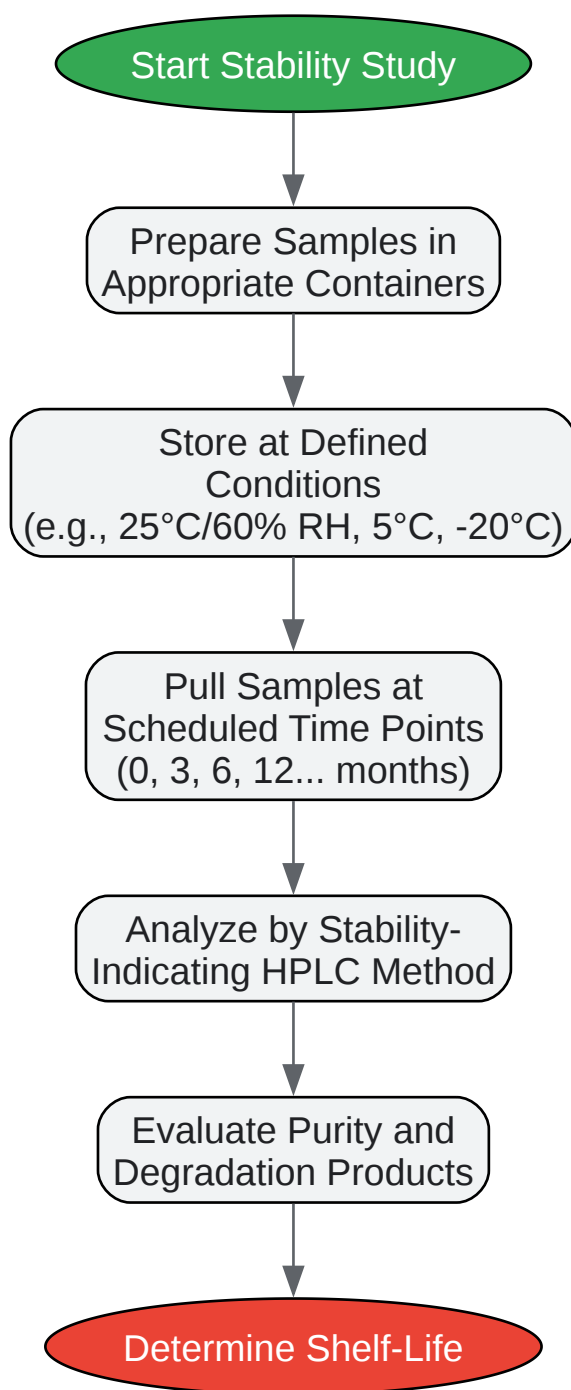 Start Stability Study
Prepare Samples in
Appropriate Containers
Store at Defined
Conditions
(e.g., 25°C/60% RH, 5°C, -20°C)
Pull Samples at
Scheduled Time Points
(0, 3, 6, 12... months)
Analyze by Stability-
Indicating HPLC Method
Evaluate Purity and
Degradation Products
Determine Shelf-Life